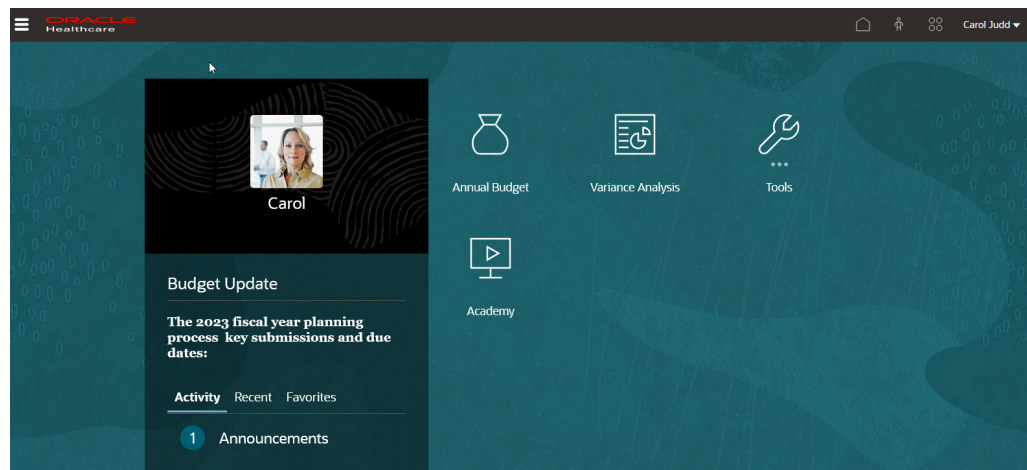 ORACLE
Healthcare
Carol Judd
Carol
Annual Budget
Variance Analysis
Tools
Academy
Budget Update
The 2023 fiscal year planning
process key submissions and due
dates:
Activity Recent Favorites
1 Announcements